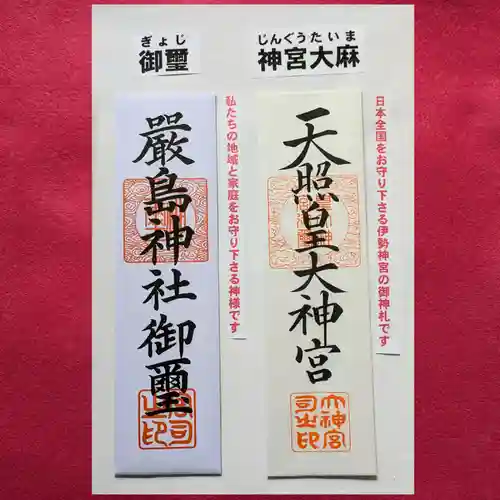 じんぐうたいま
神宮大麻
日本全国をお守り下さる伊勢神宮の御神札です
天照皇大神宮
大神宮司之印
ぎょじ
御璽
私たちの地域と家庭をお守り下さる神様です
嚴島神社御璽